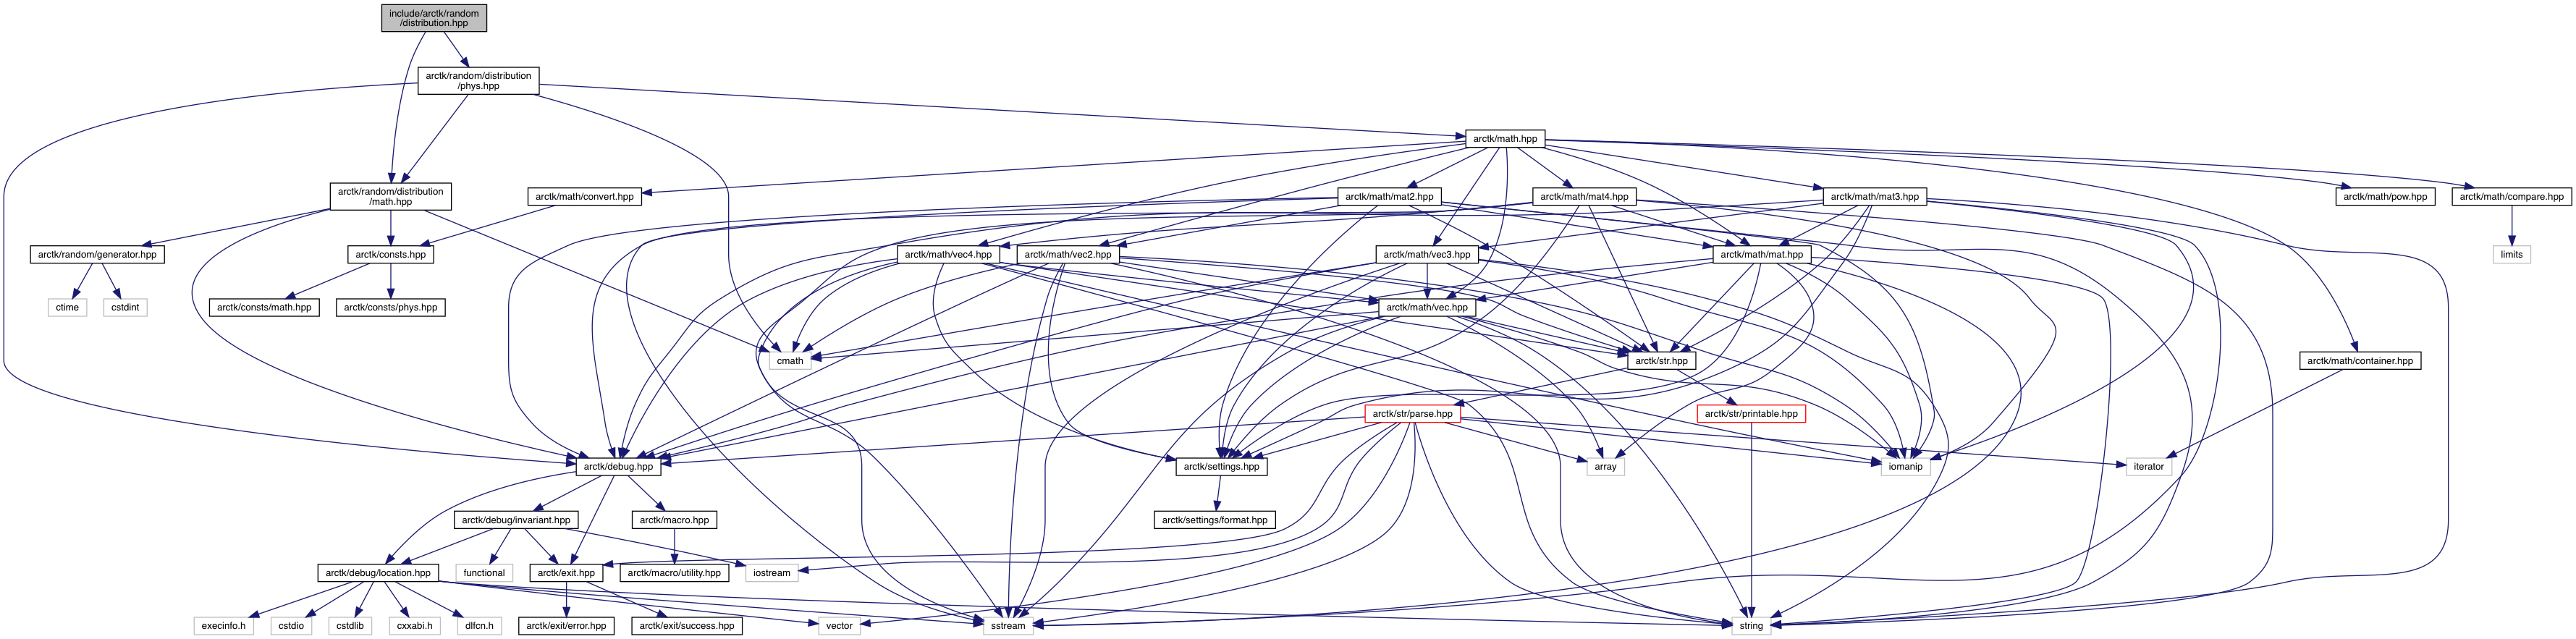 include/arctk/random
/distribution.hpp
arctk/random/distribution
/phys.hpp
arctk/math.hpp
arctk/random/distribution
/math.hpp
arctk/math/convert.hpp
arctk/math/mat2.hpp
arctk/math/mat4.hpp
arctk/math/mat3.hpp
arctk/math/pow.hpp
arctk/math/compare.hpp
arctk/random/generator.hpp
arctk/consts.hpp
arctk/math/vec4.hpp
arctk/math/vec2.hpp
arctk/math/vec3.hpp
arctk/math/mat.hpp
limits
ctime
cstdint
arctk/consts/math.hpp
arctk/consts/phys.hpp
arctk/math/vec.hpp
cmath
arctk/str.hpp
arctk/math/container.hpp
arctk/str/parse.hpp
arctk/str/printable.hpp
arctk/debug.hpp
arctk/settings.hpp
array
iomanip
iterator
arctk/debug/invariant.hpp
arctk/macro.hpp
arctk/settings/format.hpp
arctk/debug/location.hpp
functional
arctk/exit.hpp
arctk/macro/utility.hpp
iostream
execinfo.h
cstdio
cstdlib
cxxabi.h
dlfcn.h
arctk/exit/error.hpp
arctk/exit/success.hpp
vector
sstream
string